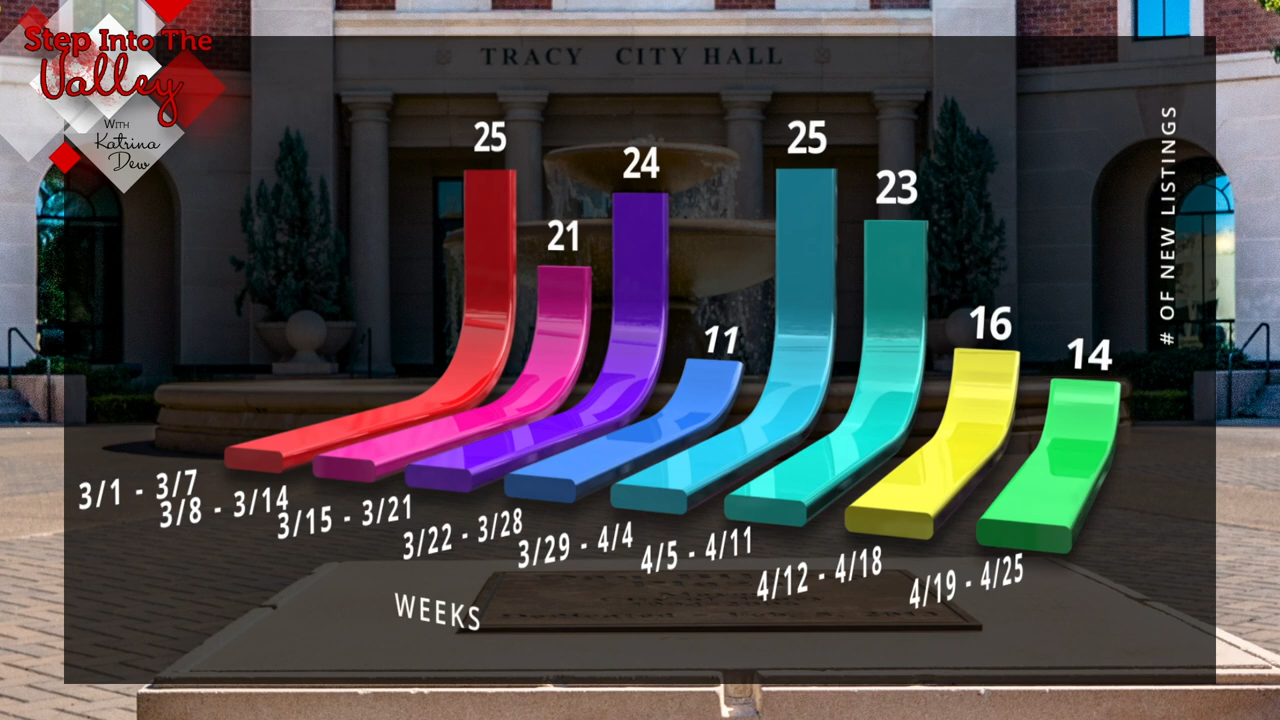 Step Into The
Valley
WITH
Katrina
Dew
TRACY CITY HALL
# OF NEW LISTINGS
25
21
24
11
25
23
16
14
3/1 - 3/7
3/8 - 3/14
3/15 - 3/21
3/22 - 3/28
3/29 - 4/4
4/5 - 4/11
4/12 - 4/18
4/19 - 4/25
WEEKS